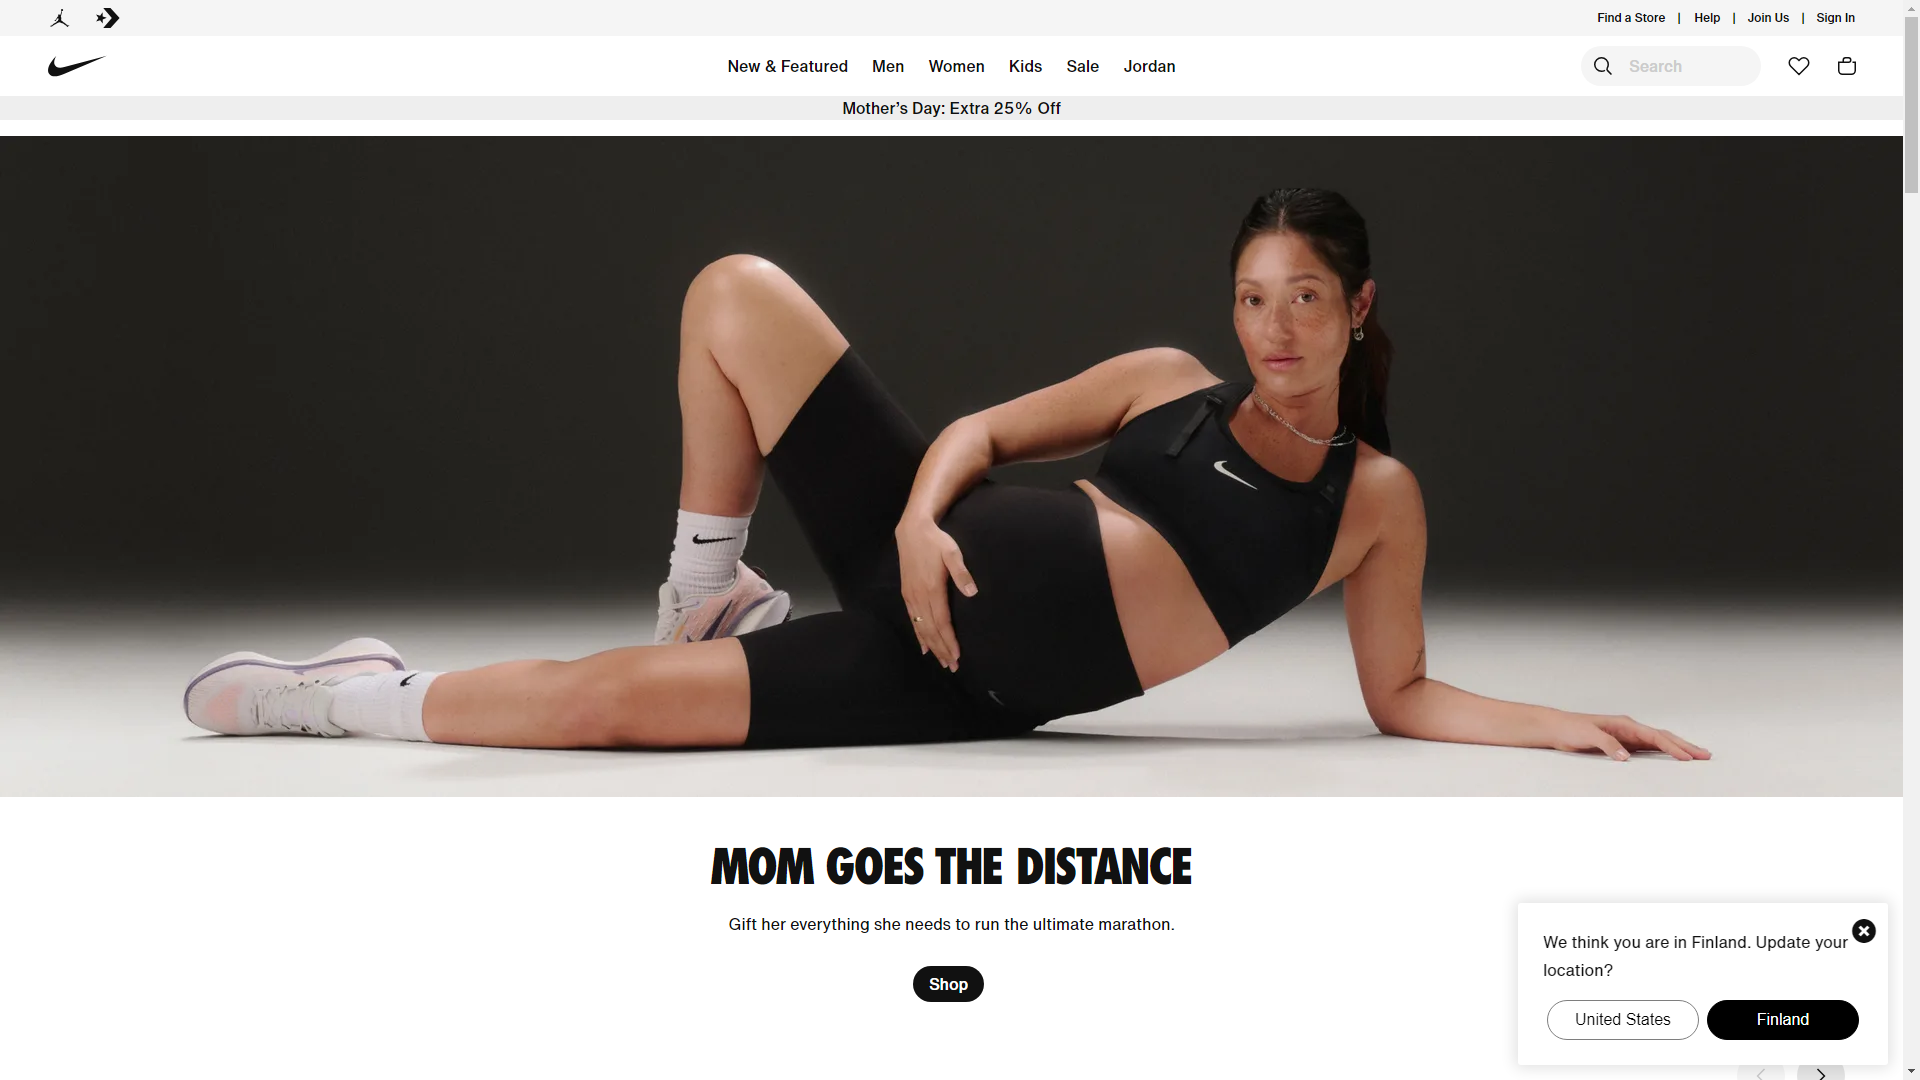 Find a Store | Help | Join Us | Sign In
New & Featured Men Women Kids Sale Jordan
Search
Mother’s Day: Extra 25% Off
MOM GOES THE DISTANCE
Gift her everything she needs to run the ultimate marathon.
Shop
We think you are in Finland. Update your
location?
United States Finland